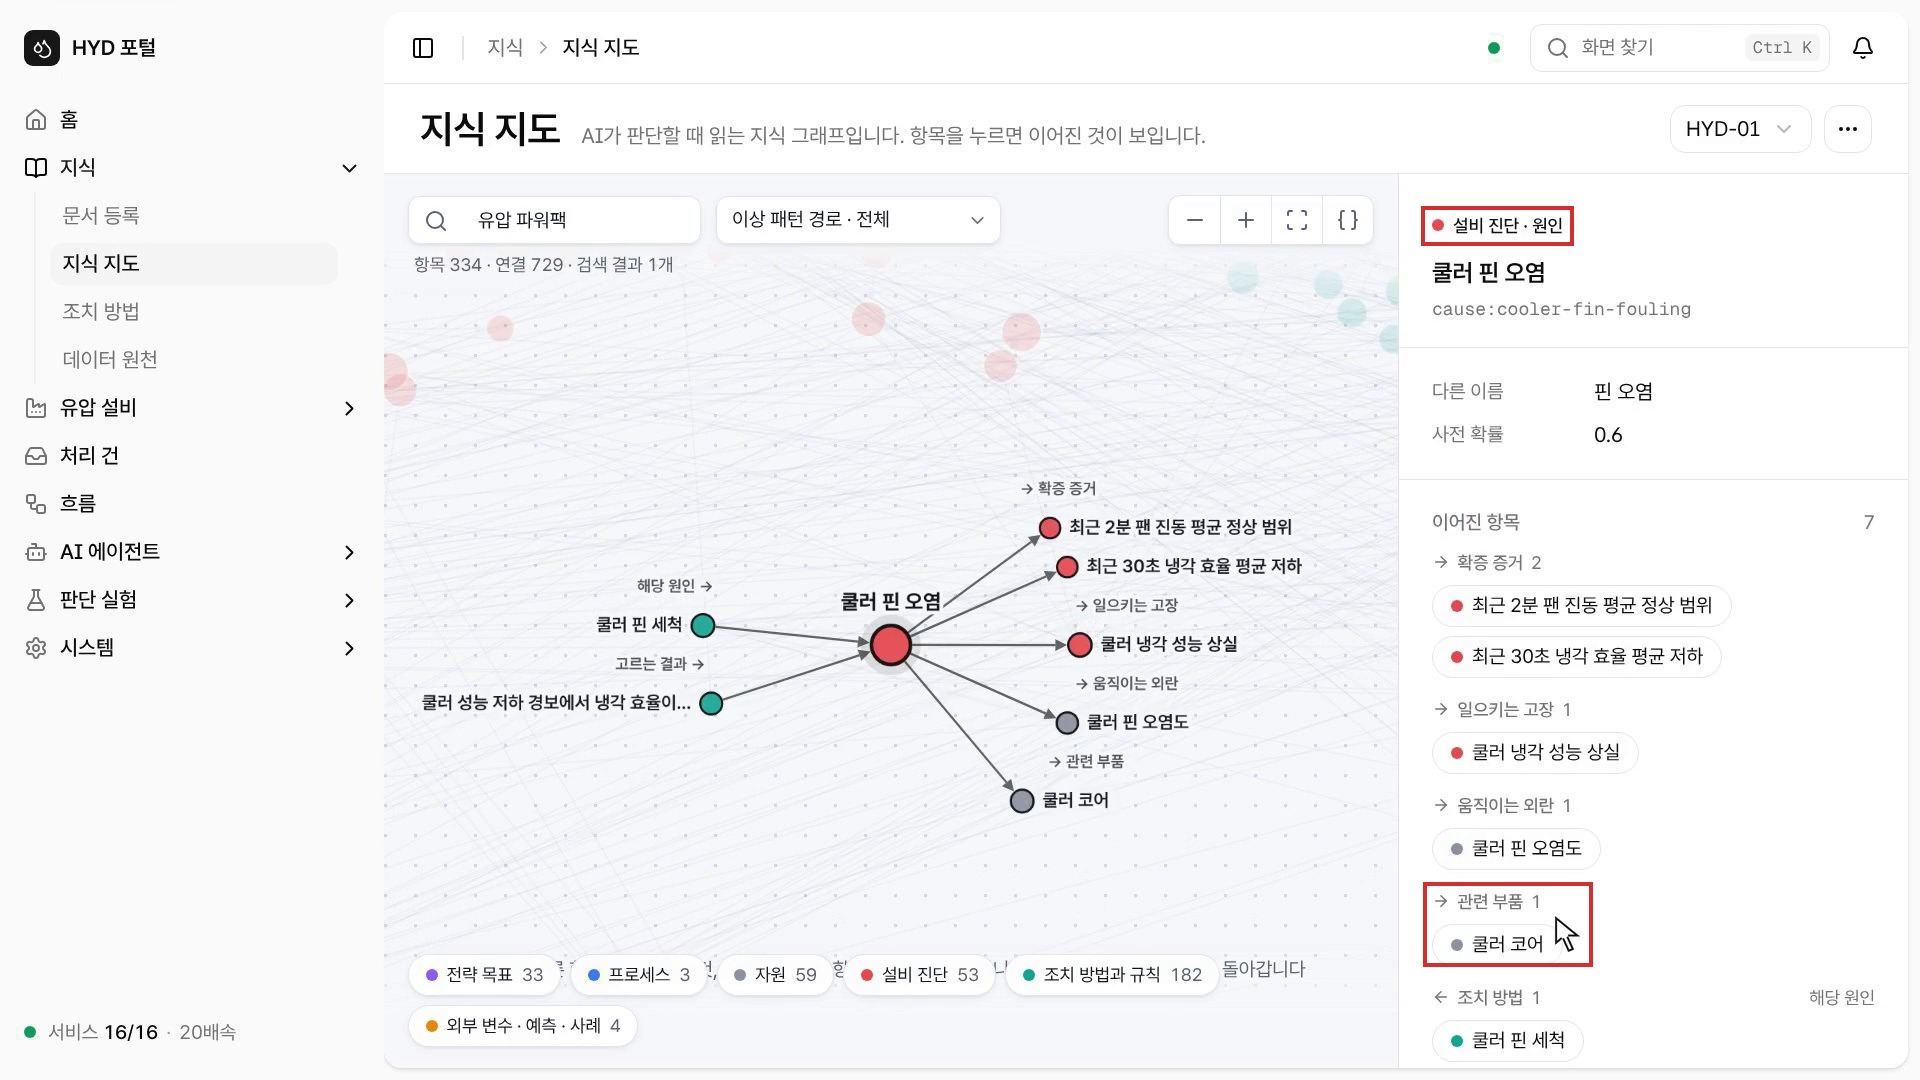 HYD 포털
홈
지식
문서 등록
지식 지도
조치 방법
데이터 원천
유압 설비
처리 건
흐름
AI 에이전트
판단 실험
시스템
서비스 16/16 · 20배속
지식 > 지식 지도
화면 찾기 Ctrl K
지식 지도 AI가 판단할 때 읽는 지식 그래프입니다. 항목을 누르면 이어진 것이 보입니다.
HYD-01
유압 파워팩
이상 패턴 경로 · 전체
항목 334 · 연결 729 · 검색 결과 1개
→ 확증 증거
최근 2분 팬 진동 평균 정상 범위
최근 30초 냉각 효율 평균 저하
해당 원인 →
쿨러 핀 오염
→ 일으키는 고장
쿨러 핀 세척
쿨러 냉각 성능 상실
고르는 결과 →
→ 움직이는 외란
쿨러 성능 저하 경보에서 냉각 효율이...
쿨러 핀 오염도
→ 관련 부품
쿨러 코어
전략 목표 33
프로세스 3
자원 59
설비 진단 53
조치 방법과 규칙 182
돌아갑니다
외부 변수 · 예측 · 사례 4
설비 진단 · 원인
쿨러 핀 오염
cause:cooler-fin-fouling
다른 이름 핀 오염
사전 확률 0.6
이어진 항목 7
→ 확증 증거 2
최근 2분 팬 진동 평균 정상 범위
최근 30초 냉각 효율 평균 저하
→ 일으키는 고장 1
쿨러 냉각 성능 상실
→ 움직이는 외란 1
쿨러 핀 오염도
→ 관련 부품 1
쿨러 코어
← 조치 방법 1 해당 원인
쿨러 핀 세척